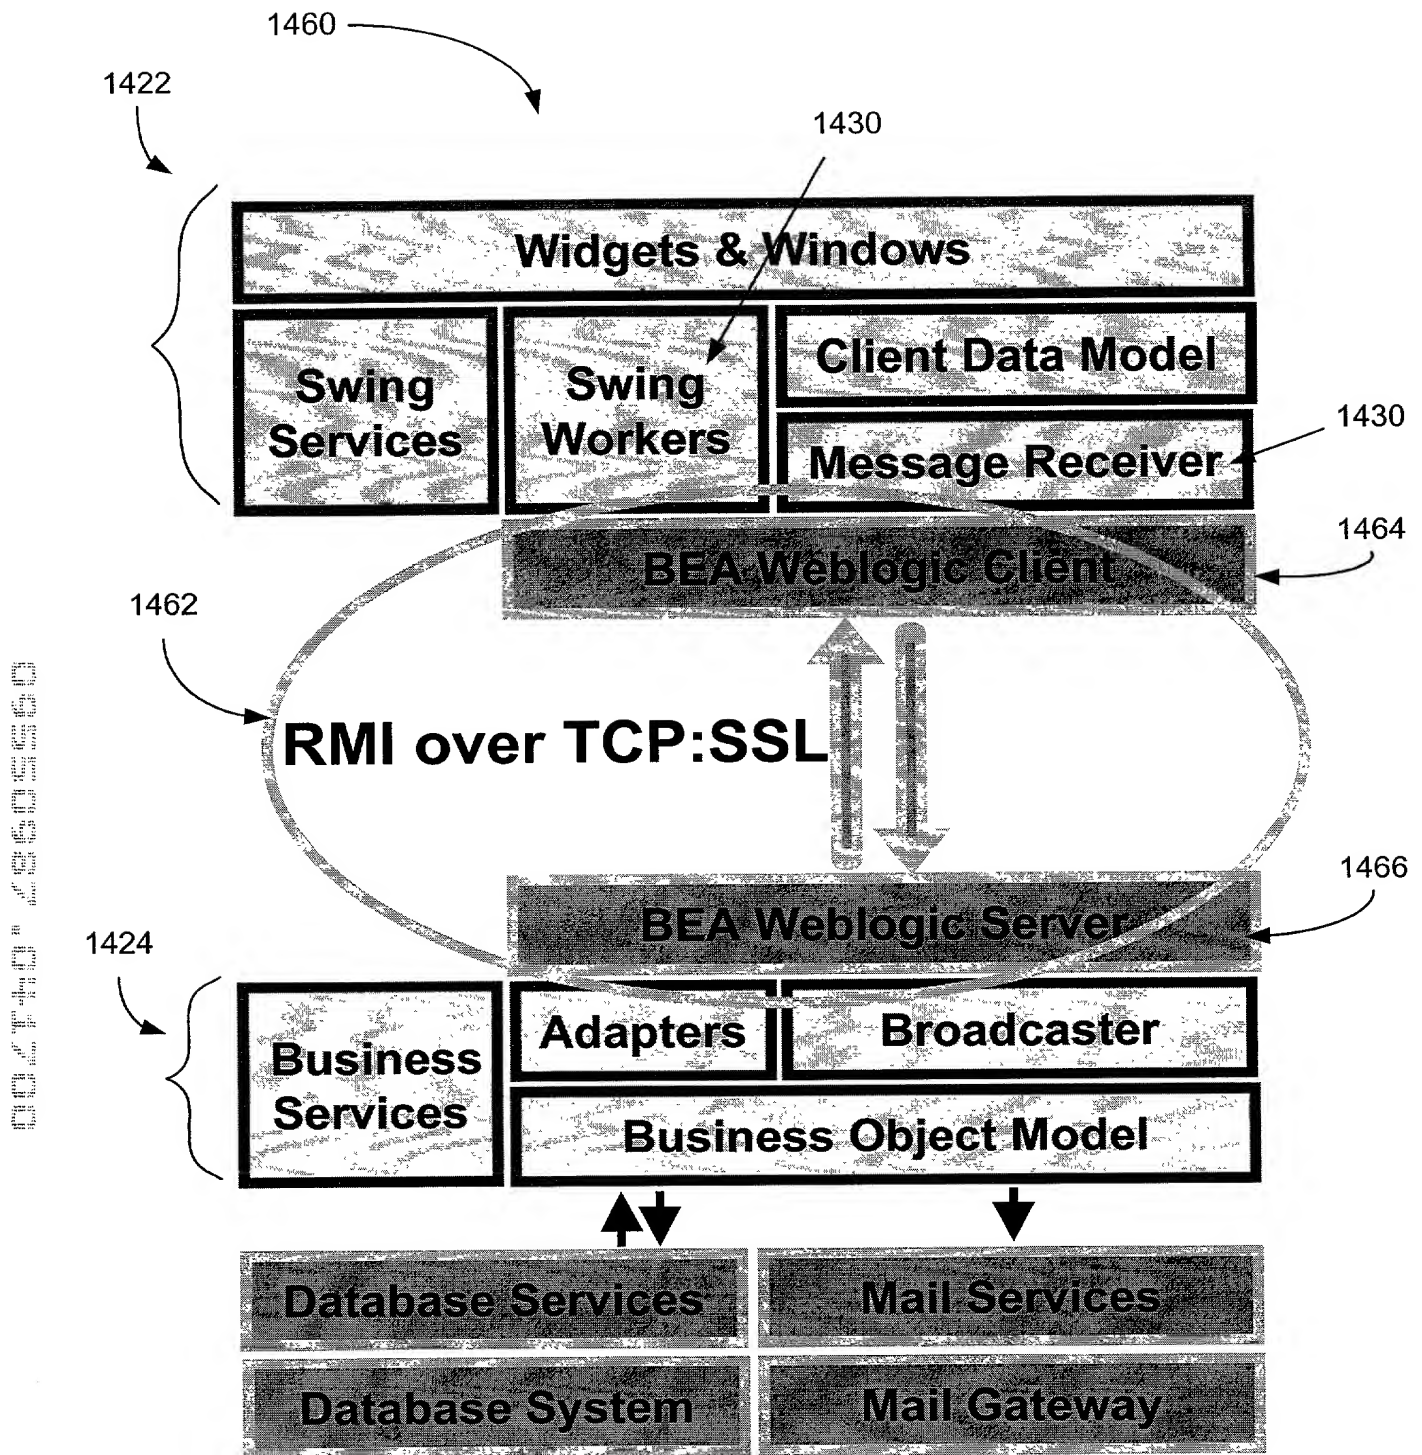 1460
1422
1430
Widgets & Windows
Swing
Services
Swing
Workers
Client Data Model
1430
Message Receiver
1464
BEA Weblogic Client
1462
RMI over TCP:SSL
1466
BEA Weblogic Server
1424
Business
Services
Adapters
Broadcaster
Business Object Model
Database Services
Mail Services
Database System
Mail Gateway